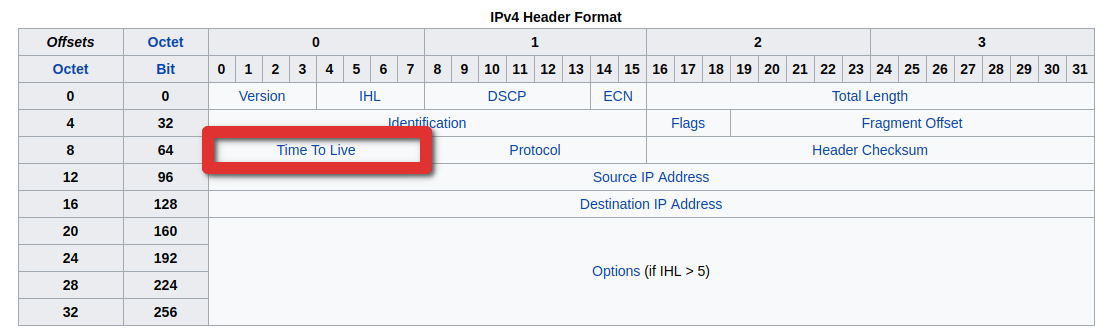 IPv4 Header Format
Offsets Octet 0 1 2 3
Octet Bit 0 1 2 3 4 5 6 7 8 9 10 11 12 13 14 15 16 17 18 19 20 21 22 23 24 25 26 27 28 29 30 31
0 0 Version IHL DSCP ECN Total Length
4 32 Identification Flags Fragment Offset
8 64 Time To Live Protocol Header Checksum
12 96 Source IP Address
16 128 Destination IP Address
20 160
24 192
Options (if IHL > 5)
28 224
32 256